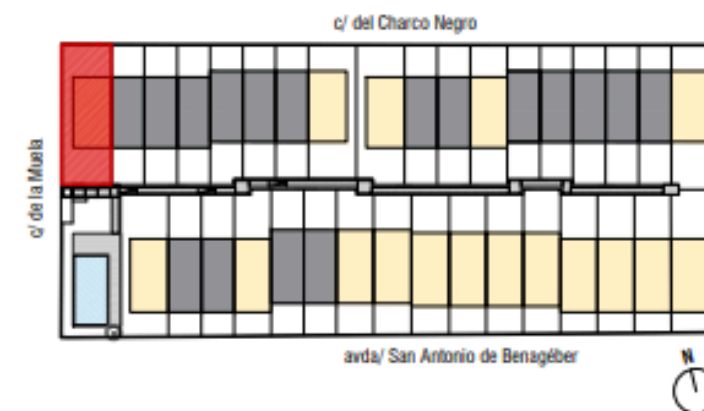 c/ del Charco Negro
c/ de la Muela
avda/ San Antonio de Benagéber
N